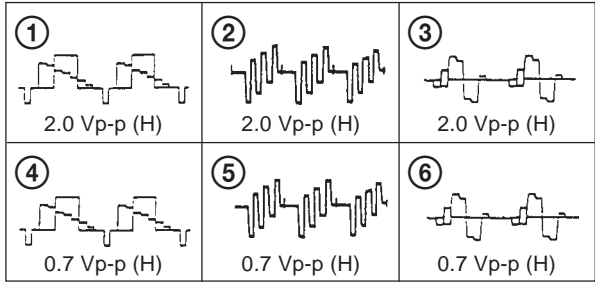 ① ② ③
2.0 Vp-p (H) 2.0 Vp-p (H) 2.0 Vp-p (H)
④ ⑤ ⑥
0.7 Vp-p (H) 0.7 Vp-p (H) 0.7 Vp-p (H)